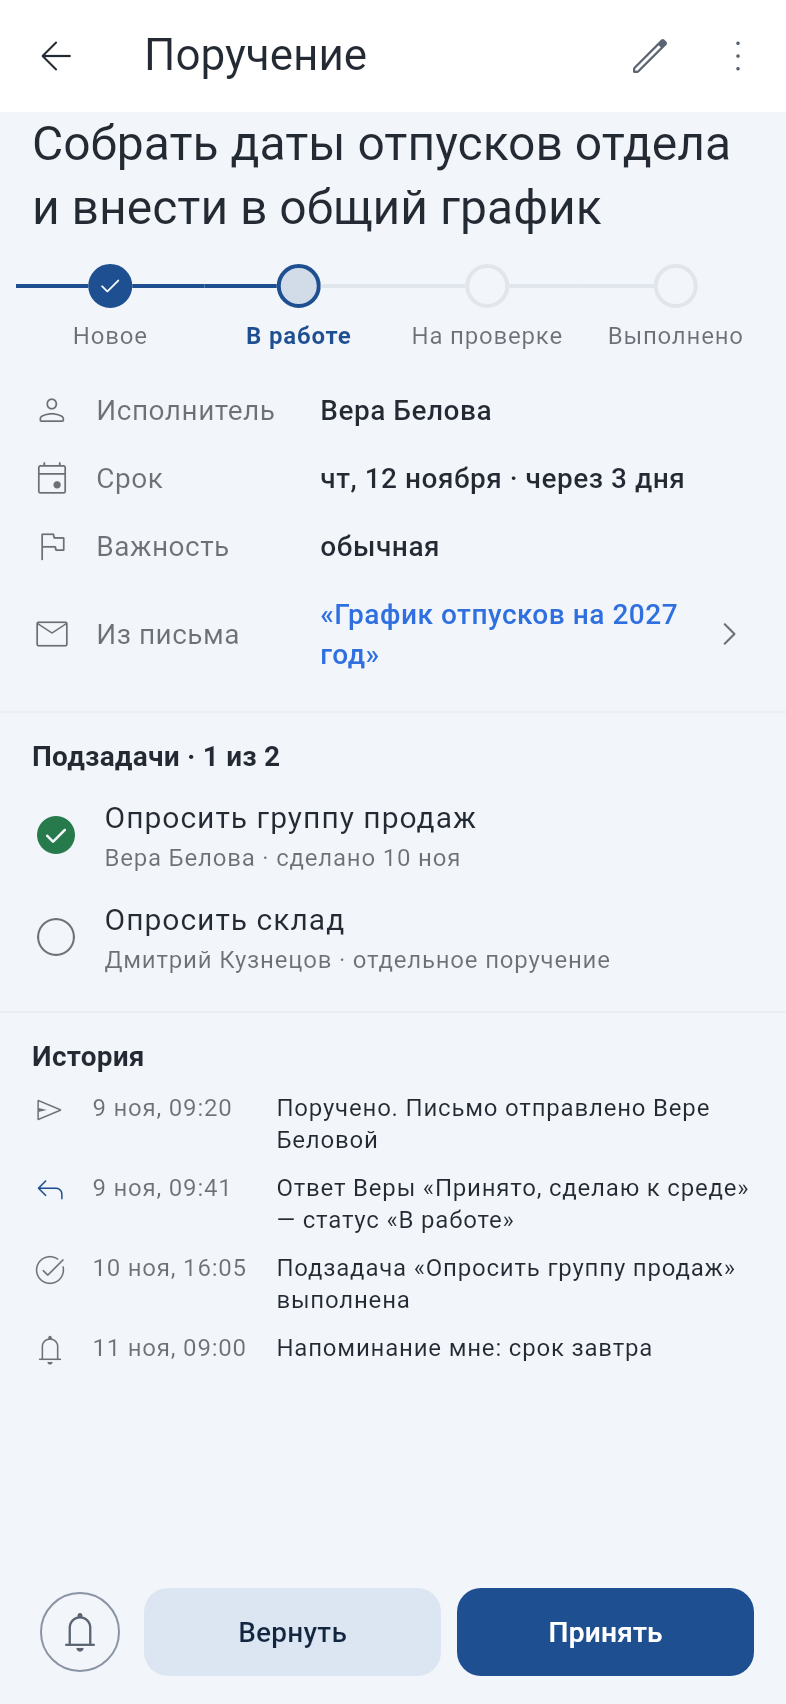 Поручение
Собрать даты отпусков отдела
и внести в общий график
Новое
В работе
На проверке
Выполнено
Исполнитель
Вера Белова
Срок
чт, 12 ноября · через 3 дня
Важность
обычная
Из письма
«График отпусков на 2027
год»
Подзадачи · 1 из 2
Опросить группу продаж
Вера Белова · сделано 10 ноя
Опросить склад
Дмитрий Кузнецов · отдельное поручение
История
9 ноя, 09:20
Поручено. Письмо отправлено Вере
Беловой
9 ноя, 09:41
Ответ Веры «Принято, сделаю к среде»
— статус «В работе»
10 ноя, 16:05
Подзадача «Опросить группу продаж»
выполнена
11 ноя, 09:00
Напоминание мне: срок завтра
Вернуть
Принять